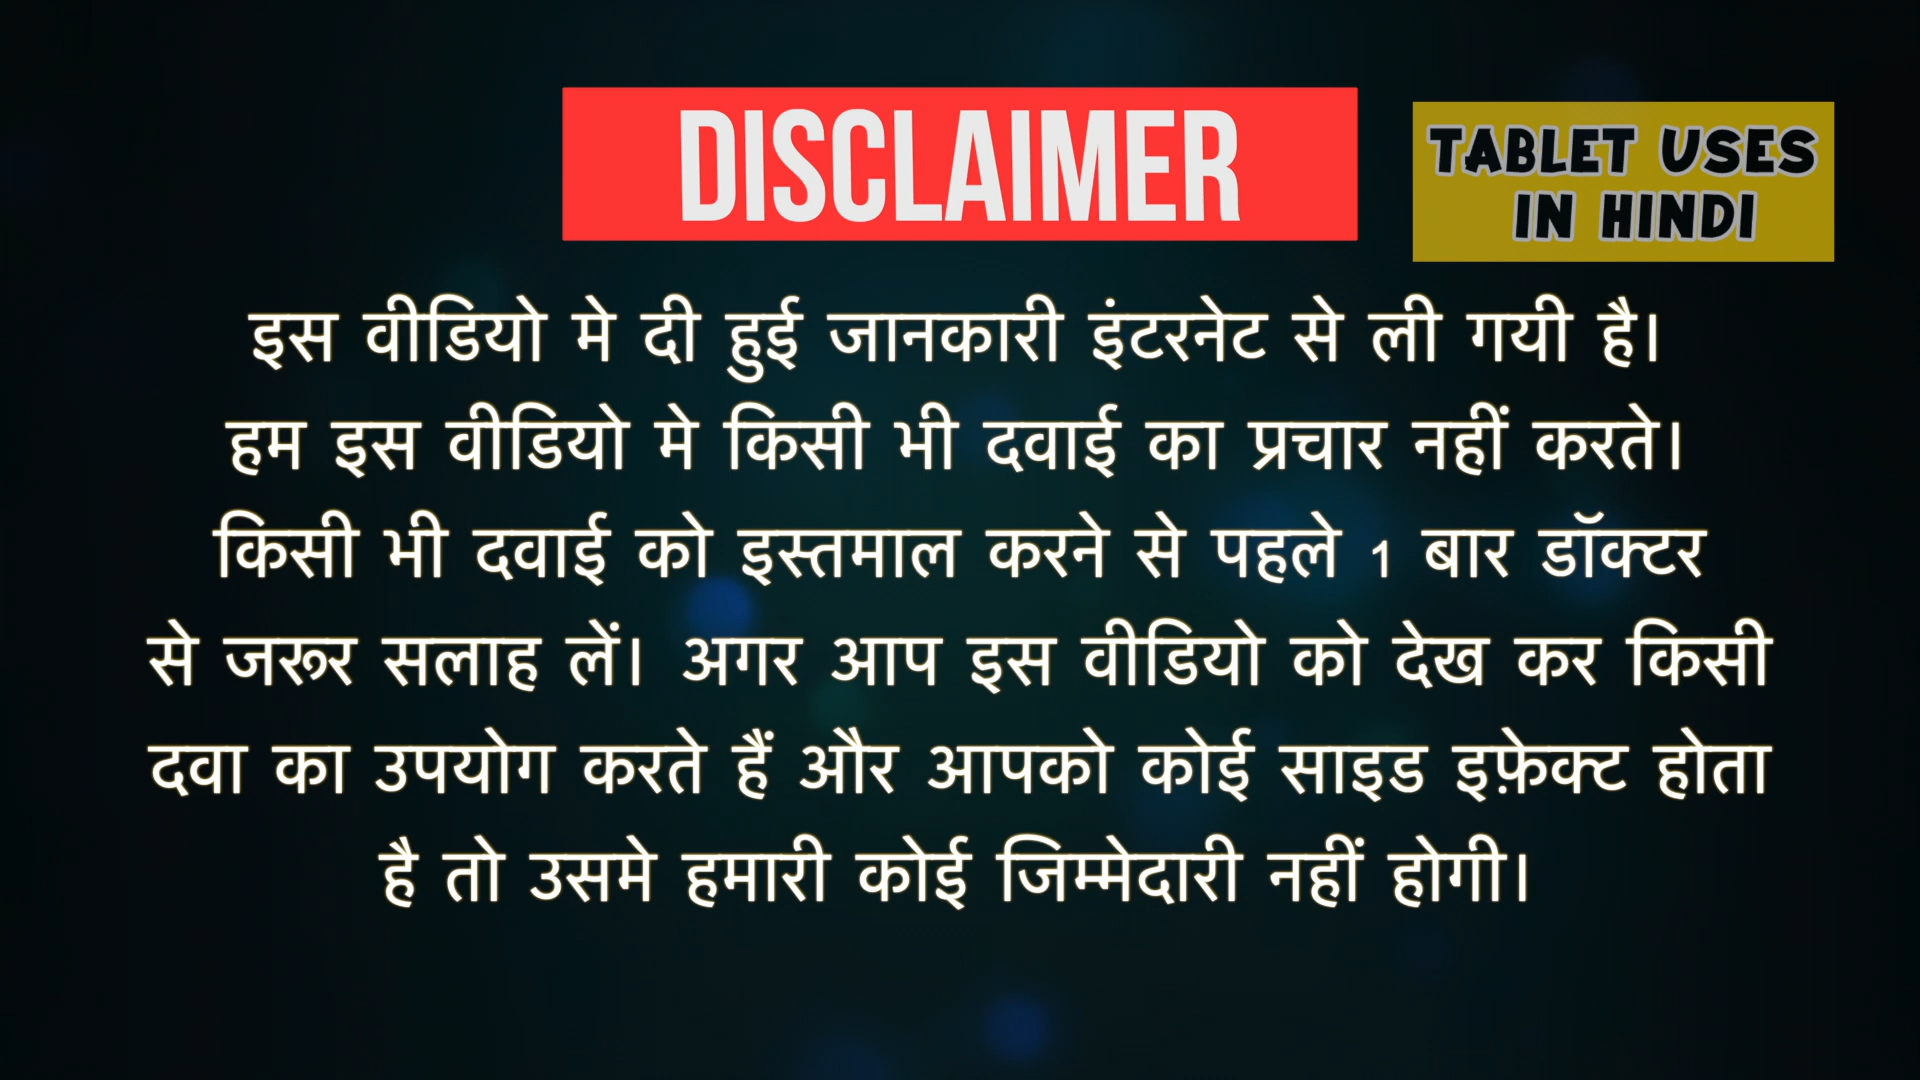 DISCLAIMER
TABLET USES
IN HINDI
इस वीडियो मे दी हुई जानकारी इंटरनेट से ली गयी है।
हम इस वीडियो मे किसी भी दवाई का प्रचार नहीं करते।
किसी भी दवाई को इस्तमाल करने से पहले 1 बार डॉक्टर
से जरूर सलाह लें। अगर आप इस वीडियो को देख कर किसी
दवा का उपयोग करते हैं और आपको कोई साइड इफ़ेक्ट होता
है तो उसमे हमारी कोई जिम्मेदारी नहीं होगी।